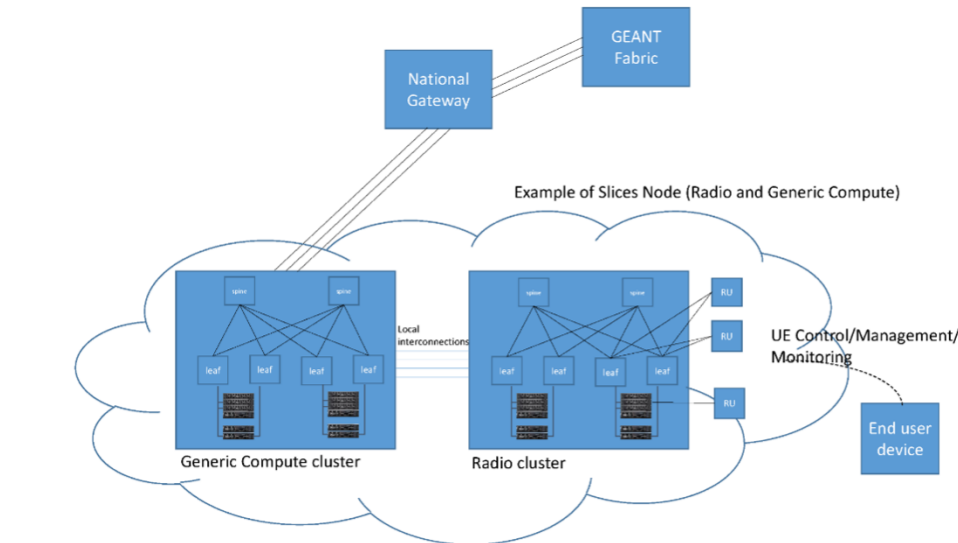 GEANT
Fabric
National
Gateway
Example of Slices Node (Radio and Generic Compute)
spine
spine
spine
spine
RU
Local
interconnections
RU
UE Control/Management/
Monitoring
leaf
leaf
leaf
leaf
leaf
leaf
leaf
leaf
RU
End user
device
Generic Compute cluster
Radio cluster